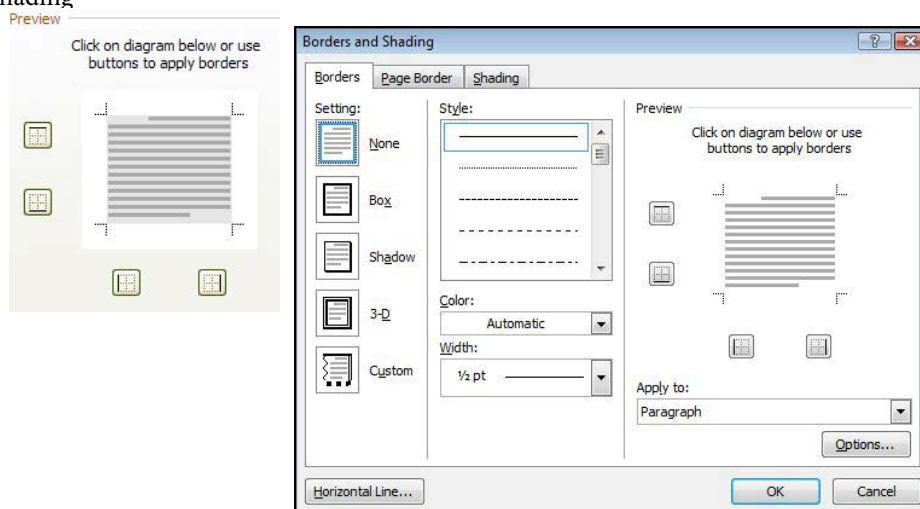 Preview
Click on diagram below or use
buttons to apply borders
Borders and Shading
Borders Page Border Shading
Setting:
None
Box
Shadow
3-D
Custom
Style:
Color:
Automatic
Width:
½ pt
Preview
Click on diagram below or use
buttons to apply borders
Apply to:
Paragraph
Options...
Horizontal Line...
OK
Cancel